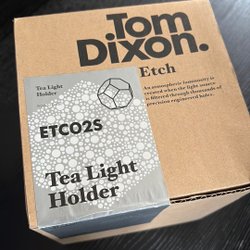 Tom
Dixon.
Etch
An atmospheric luminosity is
created when the light source
is filtered through thousands of
precision engineered holes.
Tea Light
Holder
ETC02S
Tea Light
Holder